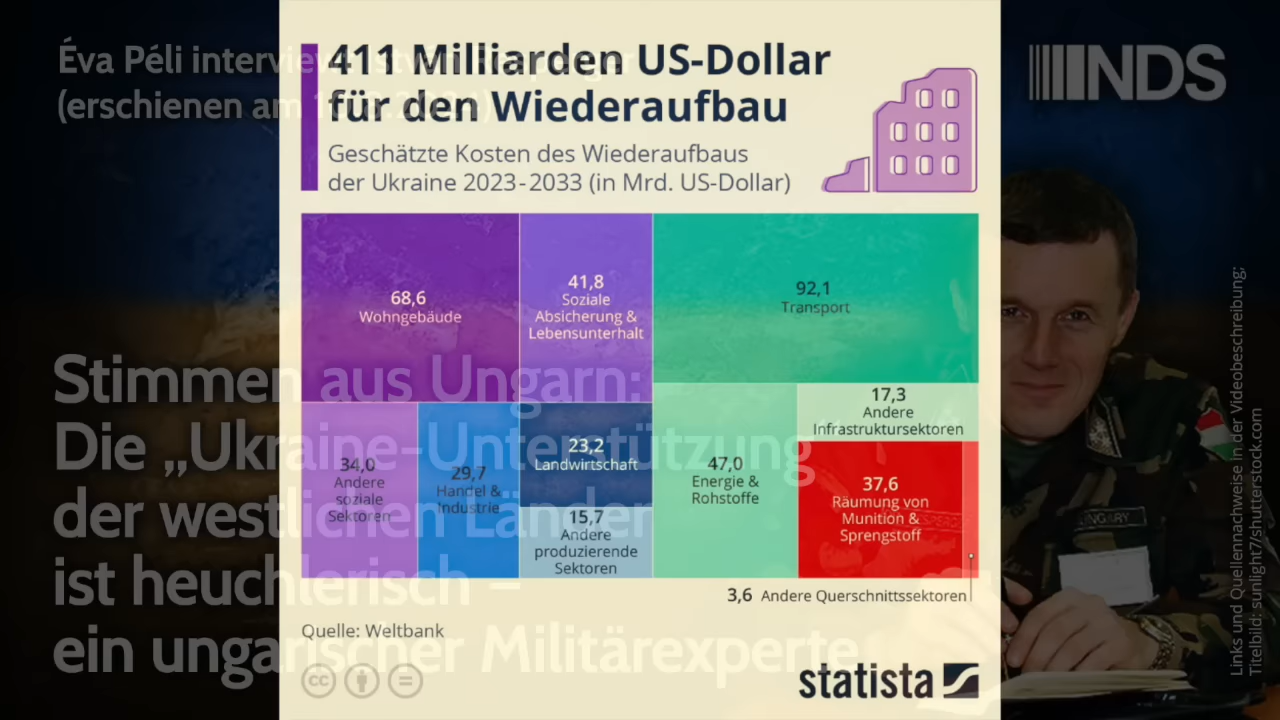 Éva Péli interviewt István
(erschienen am
NDS
411 Milliarden US-Dollar
für den Wiederaufbau
Geschätzte Kosten des Wiederaufbaus
der Ukraine 2023-2033 (in Mrd. US-Dollar)
68,6
Wohngebäude
41,8
Soziale
Absicherung &
Lebensunterhalt
92,1
Transport
34,0
Andere
soziale
Sektoren
29,7
Handel &
Industrie
23,2
Landwirtschaft
15,7
Andere
produzierende
Sektoren
47,0
Energie &
Rohstoffe
17,3
Andere
Infrastruktursektoren
37,6
Räumung von
Munition &
Sprengstoff
3,6 Andere Querschnittssektoren
Quelle: Weltbank
cc
statista
Stimmen aus Ungarn:
Die „Ukraine-Unterstützung
der westlichen Länder
ist heuchlerisch –
ein ungarischer Militärexperte
Links und Quellennachweise in der Videobeschreibung;
Titelbild: sunlight7/shutterstock.com